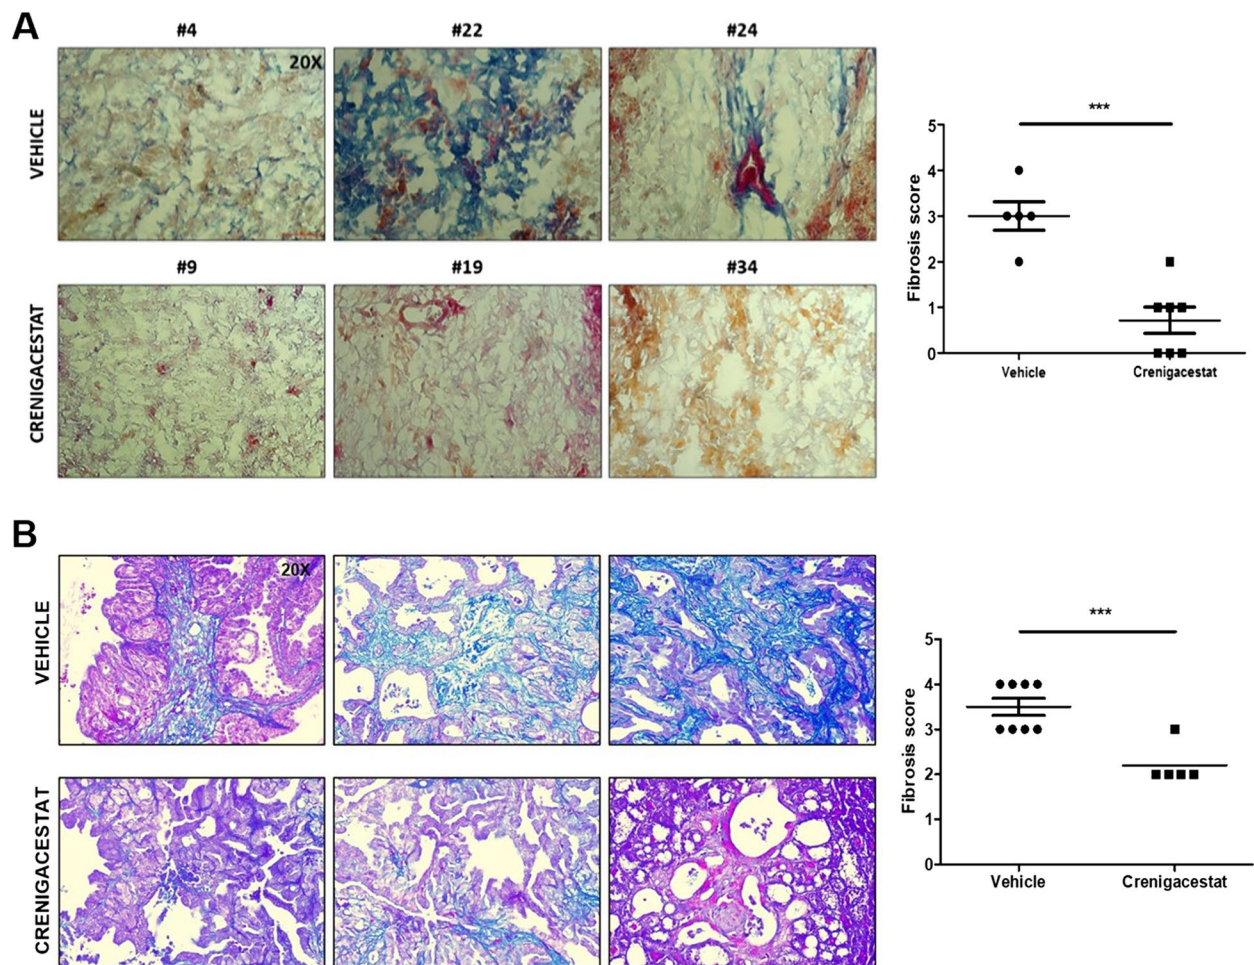 A
#4
#22
#24
VEHICLE
20X
#9
#19
#34
CRENIGACESTAT
***
Fibrosis score
5
4
3
2
1
0
Vehicle
Crenigacestat
B
VEHICLE
20X
CRENIGACESTAT
***
Fibrosis score
5
4
3
2
1
0
Vehicle
Crenigacestat